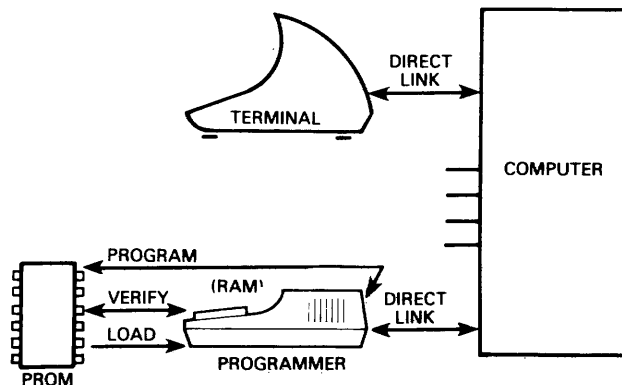 DIRECT
LINK
TERMINAL
COMPUTER
PROGRAM
(RAM)
VERIFY
DIRECT
LINK
LOAD
PROGRAMMER
PROM